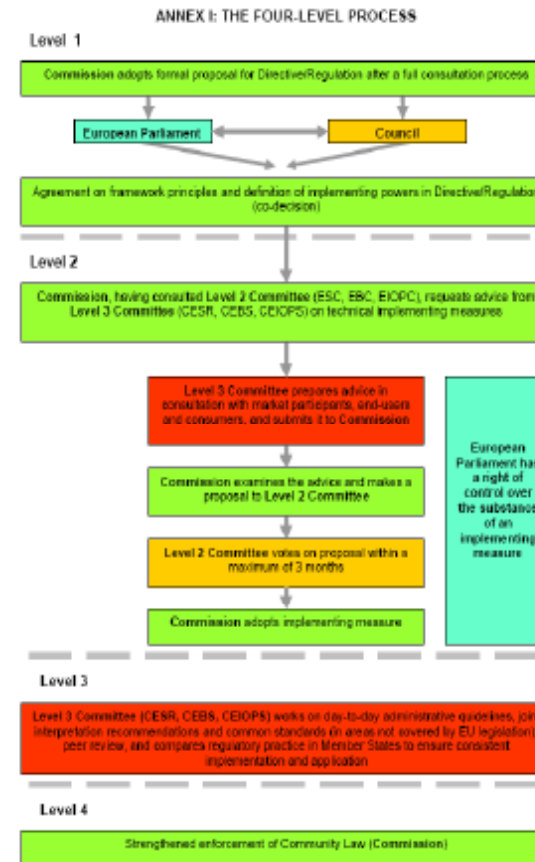 ANNEX I: THE FOUR-LEVEL PROCESS
Level 1
Commission adopts formal proposal for Directive/Regulation after a full consultation process
European Parliament
Council
Agreement on framework principles and definition of implementing powers in Directive/Regulation
(co-decision)
Level 2
Commission, having consulted Level 2 Committee (ESC, EBC, EIOPC), requests advice from
Level 3 Committee (CESR, CEBS, CEIOPS) on technical implementing measures
Level 3 Committee prepares advice in
consultation with market participants, end-users
and consumers, and submits it to Commission
European
Parliament has
a right of
control over
the substance
of an
implementing
measure
Commission examines the advice and makes a
proposal to Level 2 Committee
Level 2 Committee votes on proposal within a
maximum of 3 months
Commission adopts implementing measure
Level 3
Level 3 Committee (CESR, CEBS, CEIOPS) works on day-to-day administrative guidelines, join
interpretation recommendations and common standards (in areas not covered by EU legislation)
peer review, and compares regulatory practice in Member States to ensure consistent
implementation and application
Level 4
Strengthened enforcement of Community Law (Commission)